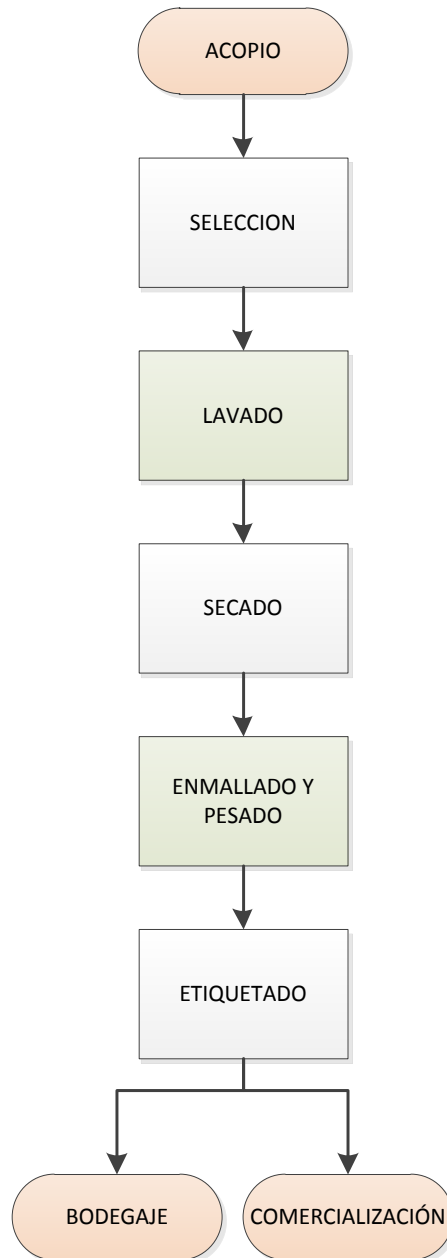 ACOPIO
SELECCION
LAVADO
SECADO
ENMALLADO Y
PESADO
ETIQUETADO
BODEGAJE
COMERCIALIZACIÓN